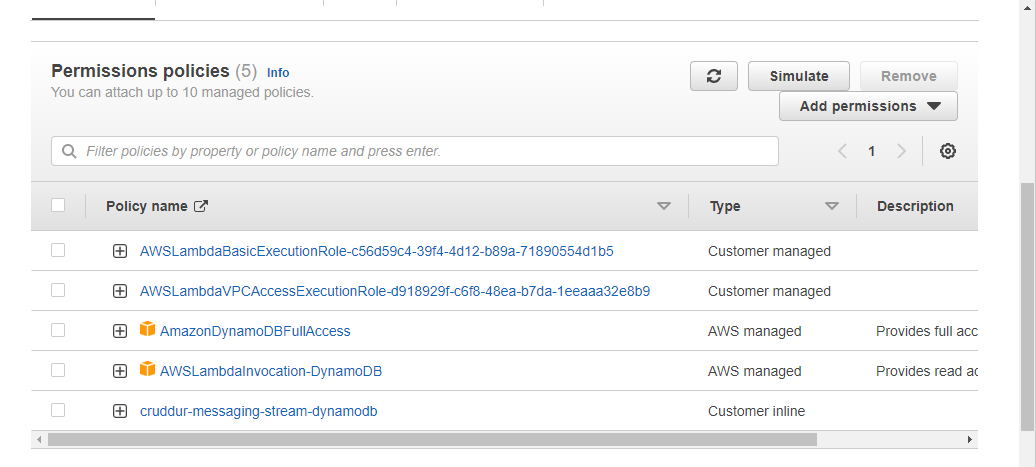 Permissions policies (5) Info
You can attach up to 10 managed policies.
Simulate
Remove
Add permissions
Filter policies by property or policy name and press enter.
1
Policy name
Type
Description
AWSLambdaBasicExecutionRole-c56d59c4-39f4-4d12-b89a-71890554d1b5 Customer managed
AWSLambdaVPCAccessExecutionRole-d918929f-c6f8-48ea-b7da-1eeaaa32e8b9 Customer managed
AmazonDynamoDBFullAccess AWS managed Provides full acc
AWSLambdaInvocation-DynamoDB AWS managed Provides read ac
cruddur-messaging-stream-dynamodb Customer inline